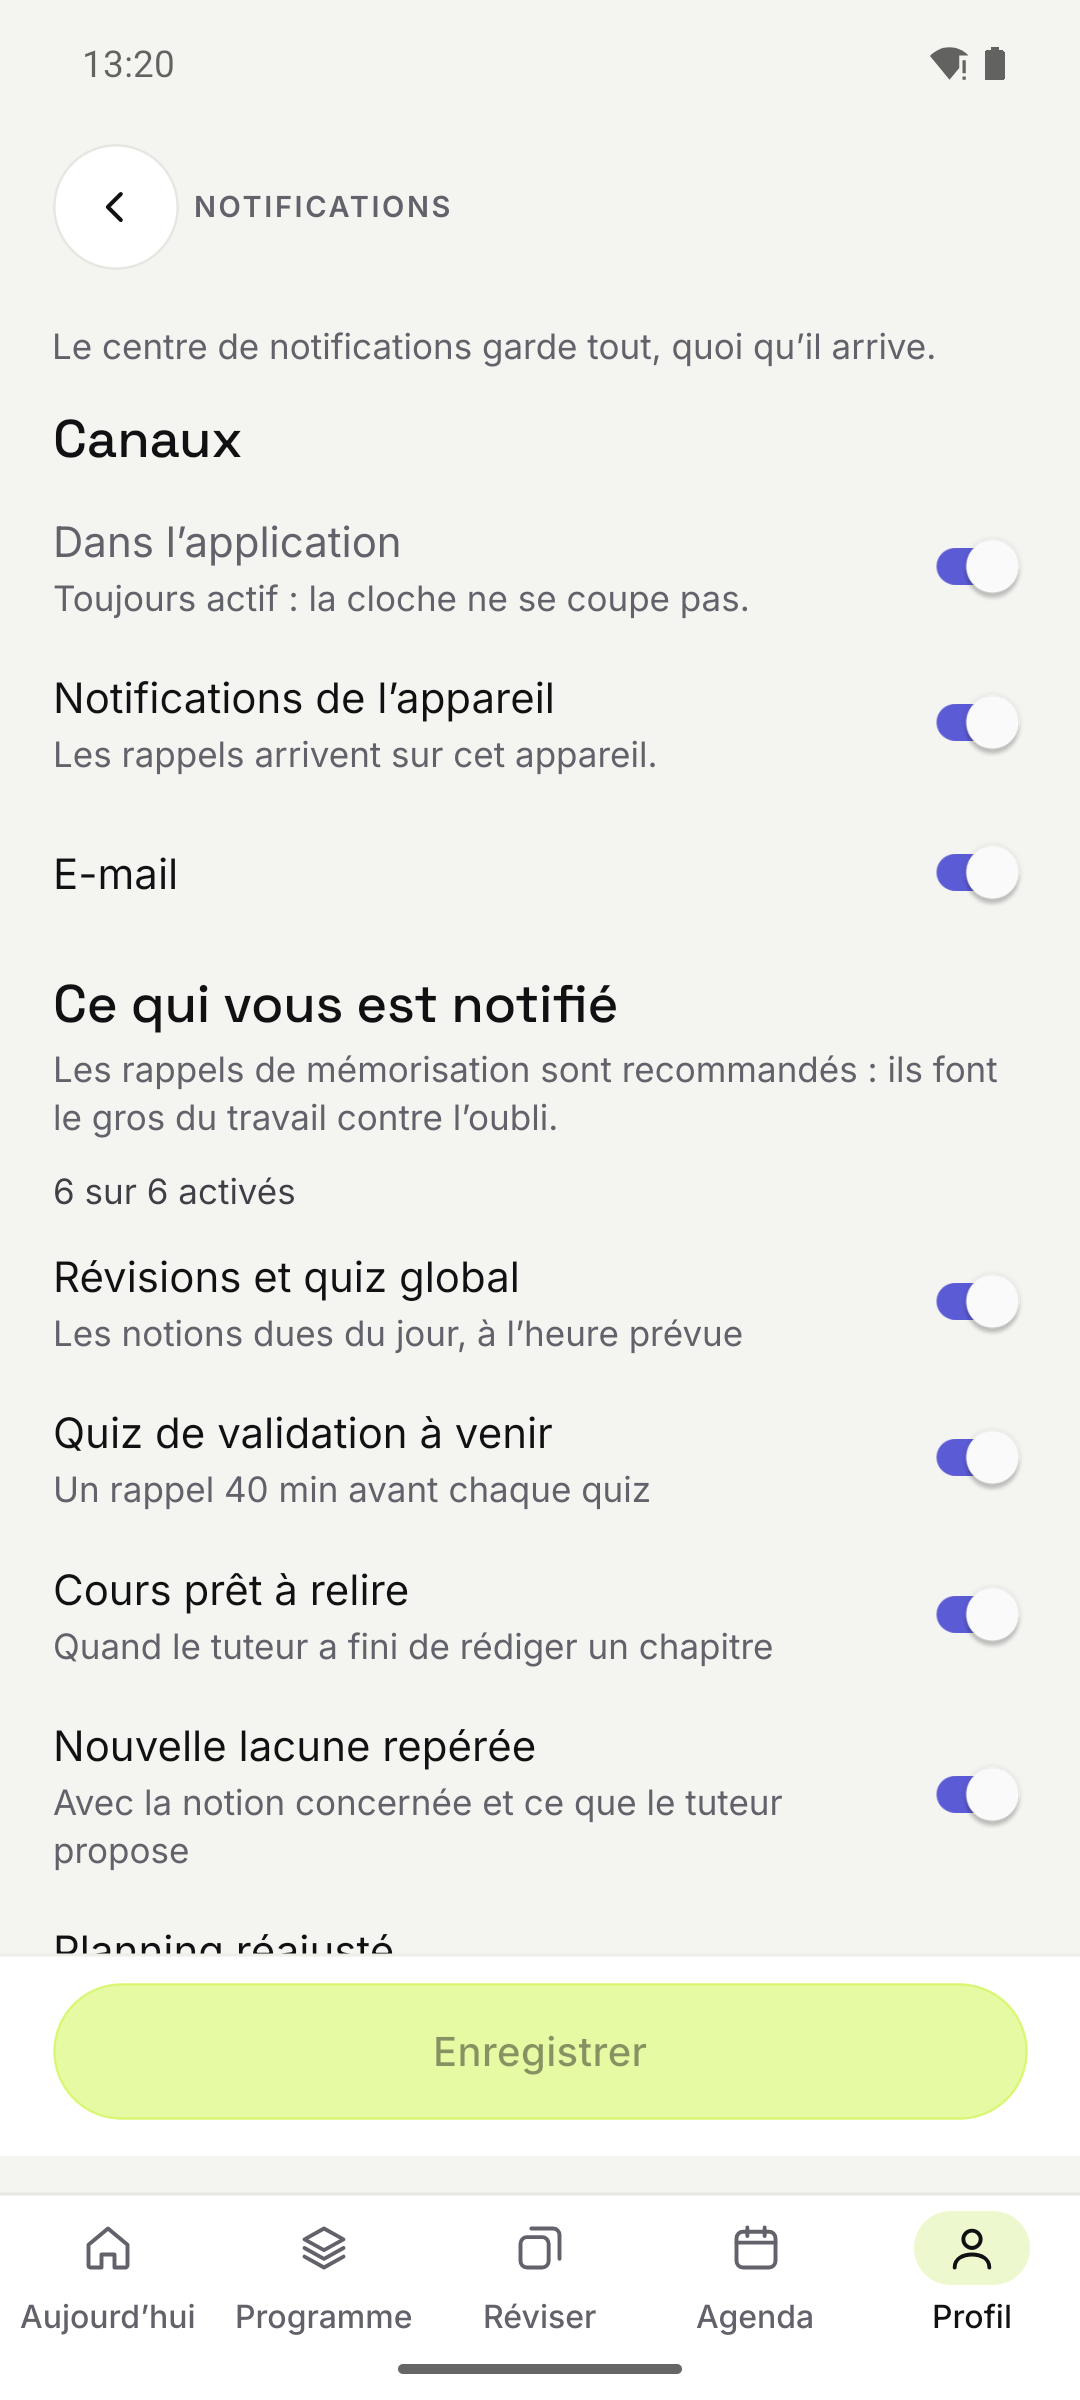 13:20
NOTIFICATIONS
Le centre de notifications garde tout, quoi qu’il arrive.
Canaux
Dans l’application
Toujours actif : la cloche ne se coupe pas.
Notifications de l’appareil
Les rappels arrivent sur cet appareil.
E-mail
Ce qui vous est notifié
Les rappels de mémorisation sont recommandés : ils font
le gros du travail contre l’oubli.
6 sur 6 activés
Révisions et quiz global
Les notions dues du jour, à l’heure prévue
Quiz de validation à venir
Un rappel 40 min avant chaque quiz
Cours prêt à relire
Quand le tuteur a fini de rédiger un chapitre
Nouvelle lacune repérée
Avec la notion concernée et ce que le tuteur
propose
Planning réajusté
Enregistrer
Aujourd’hui
Programme
Réviser
Agenda
Profil